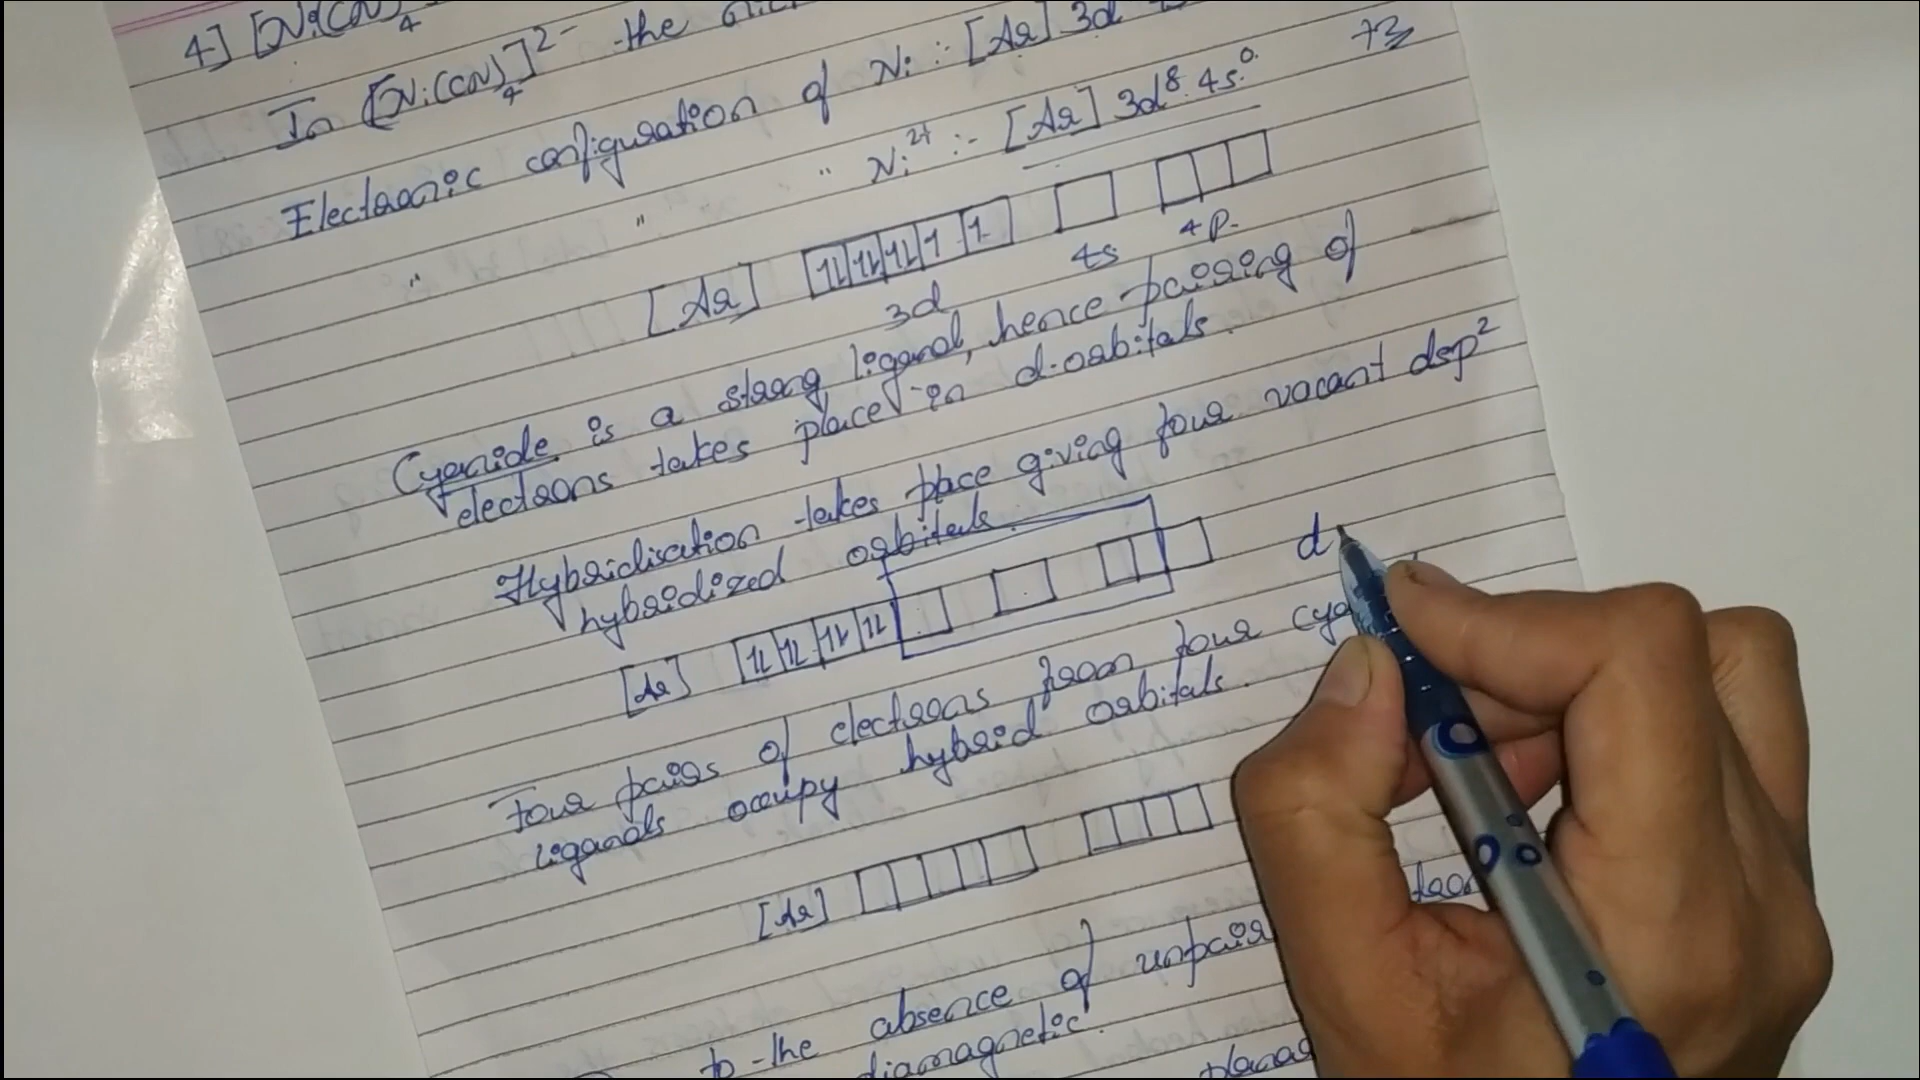 4] [Ni(CN)4
In [Ni(CN)4]2- the
Electronic configuration of Ni :- [Ar] 3d
" " " Ni2+ :- [Ar] 3d8 4s0
[Ar] 1L 1L 1L 1 1
3d 4s 4P.
Cyanide is a strong ligand, hence pairing of
electrons takes place in d-orbitals.
Hybridisation takes place giving four vacant dsp2
hybridized orbitals.
[Ar] 1L 1L 1L 1L d
Four pairs of electrons from four
ligands occupy hybrid orbitals.
[Ar]
to the absence of
diamagnetic.